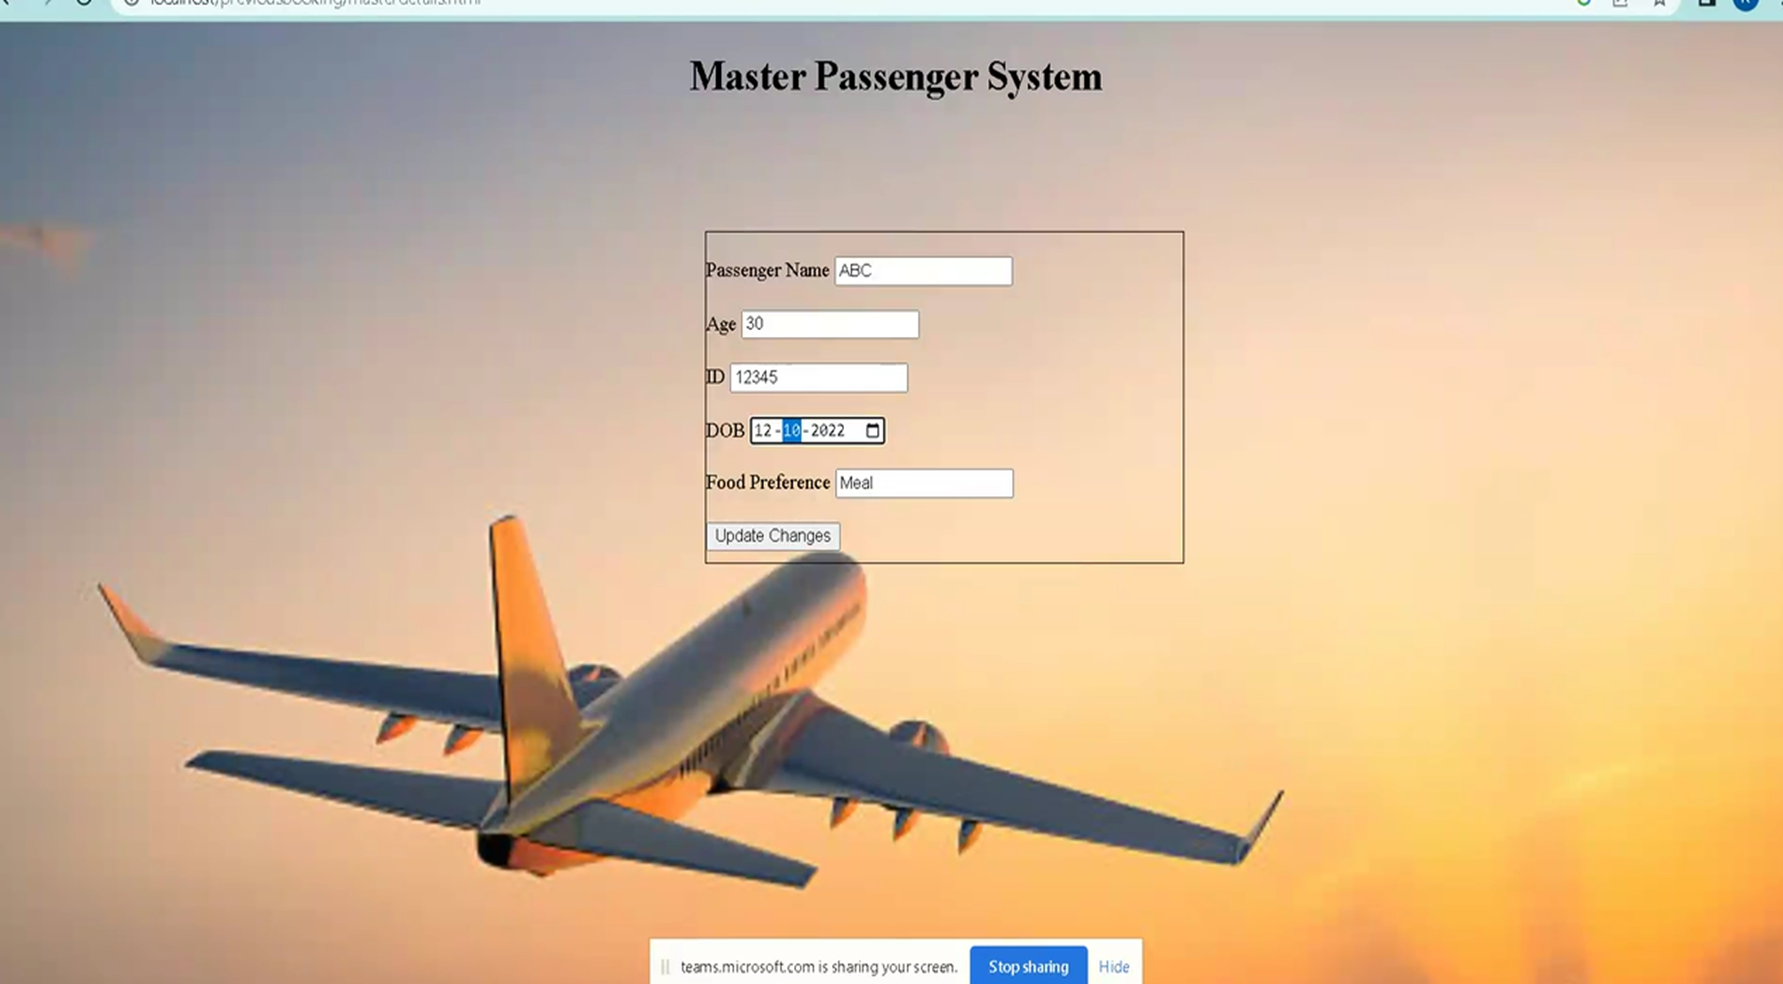 Master Passenger System
Passenger Name ABC
Age 30
ID 12345
DOB 12-10-2022
Food Preference Meal
Update Changes
teams.microsoft.com is sharing your screen. Stop sharing Hide